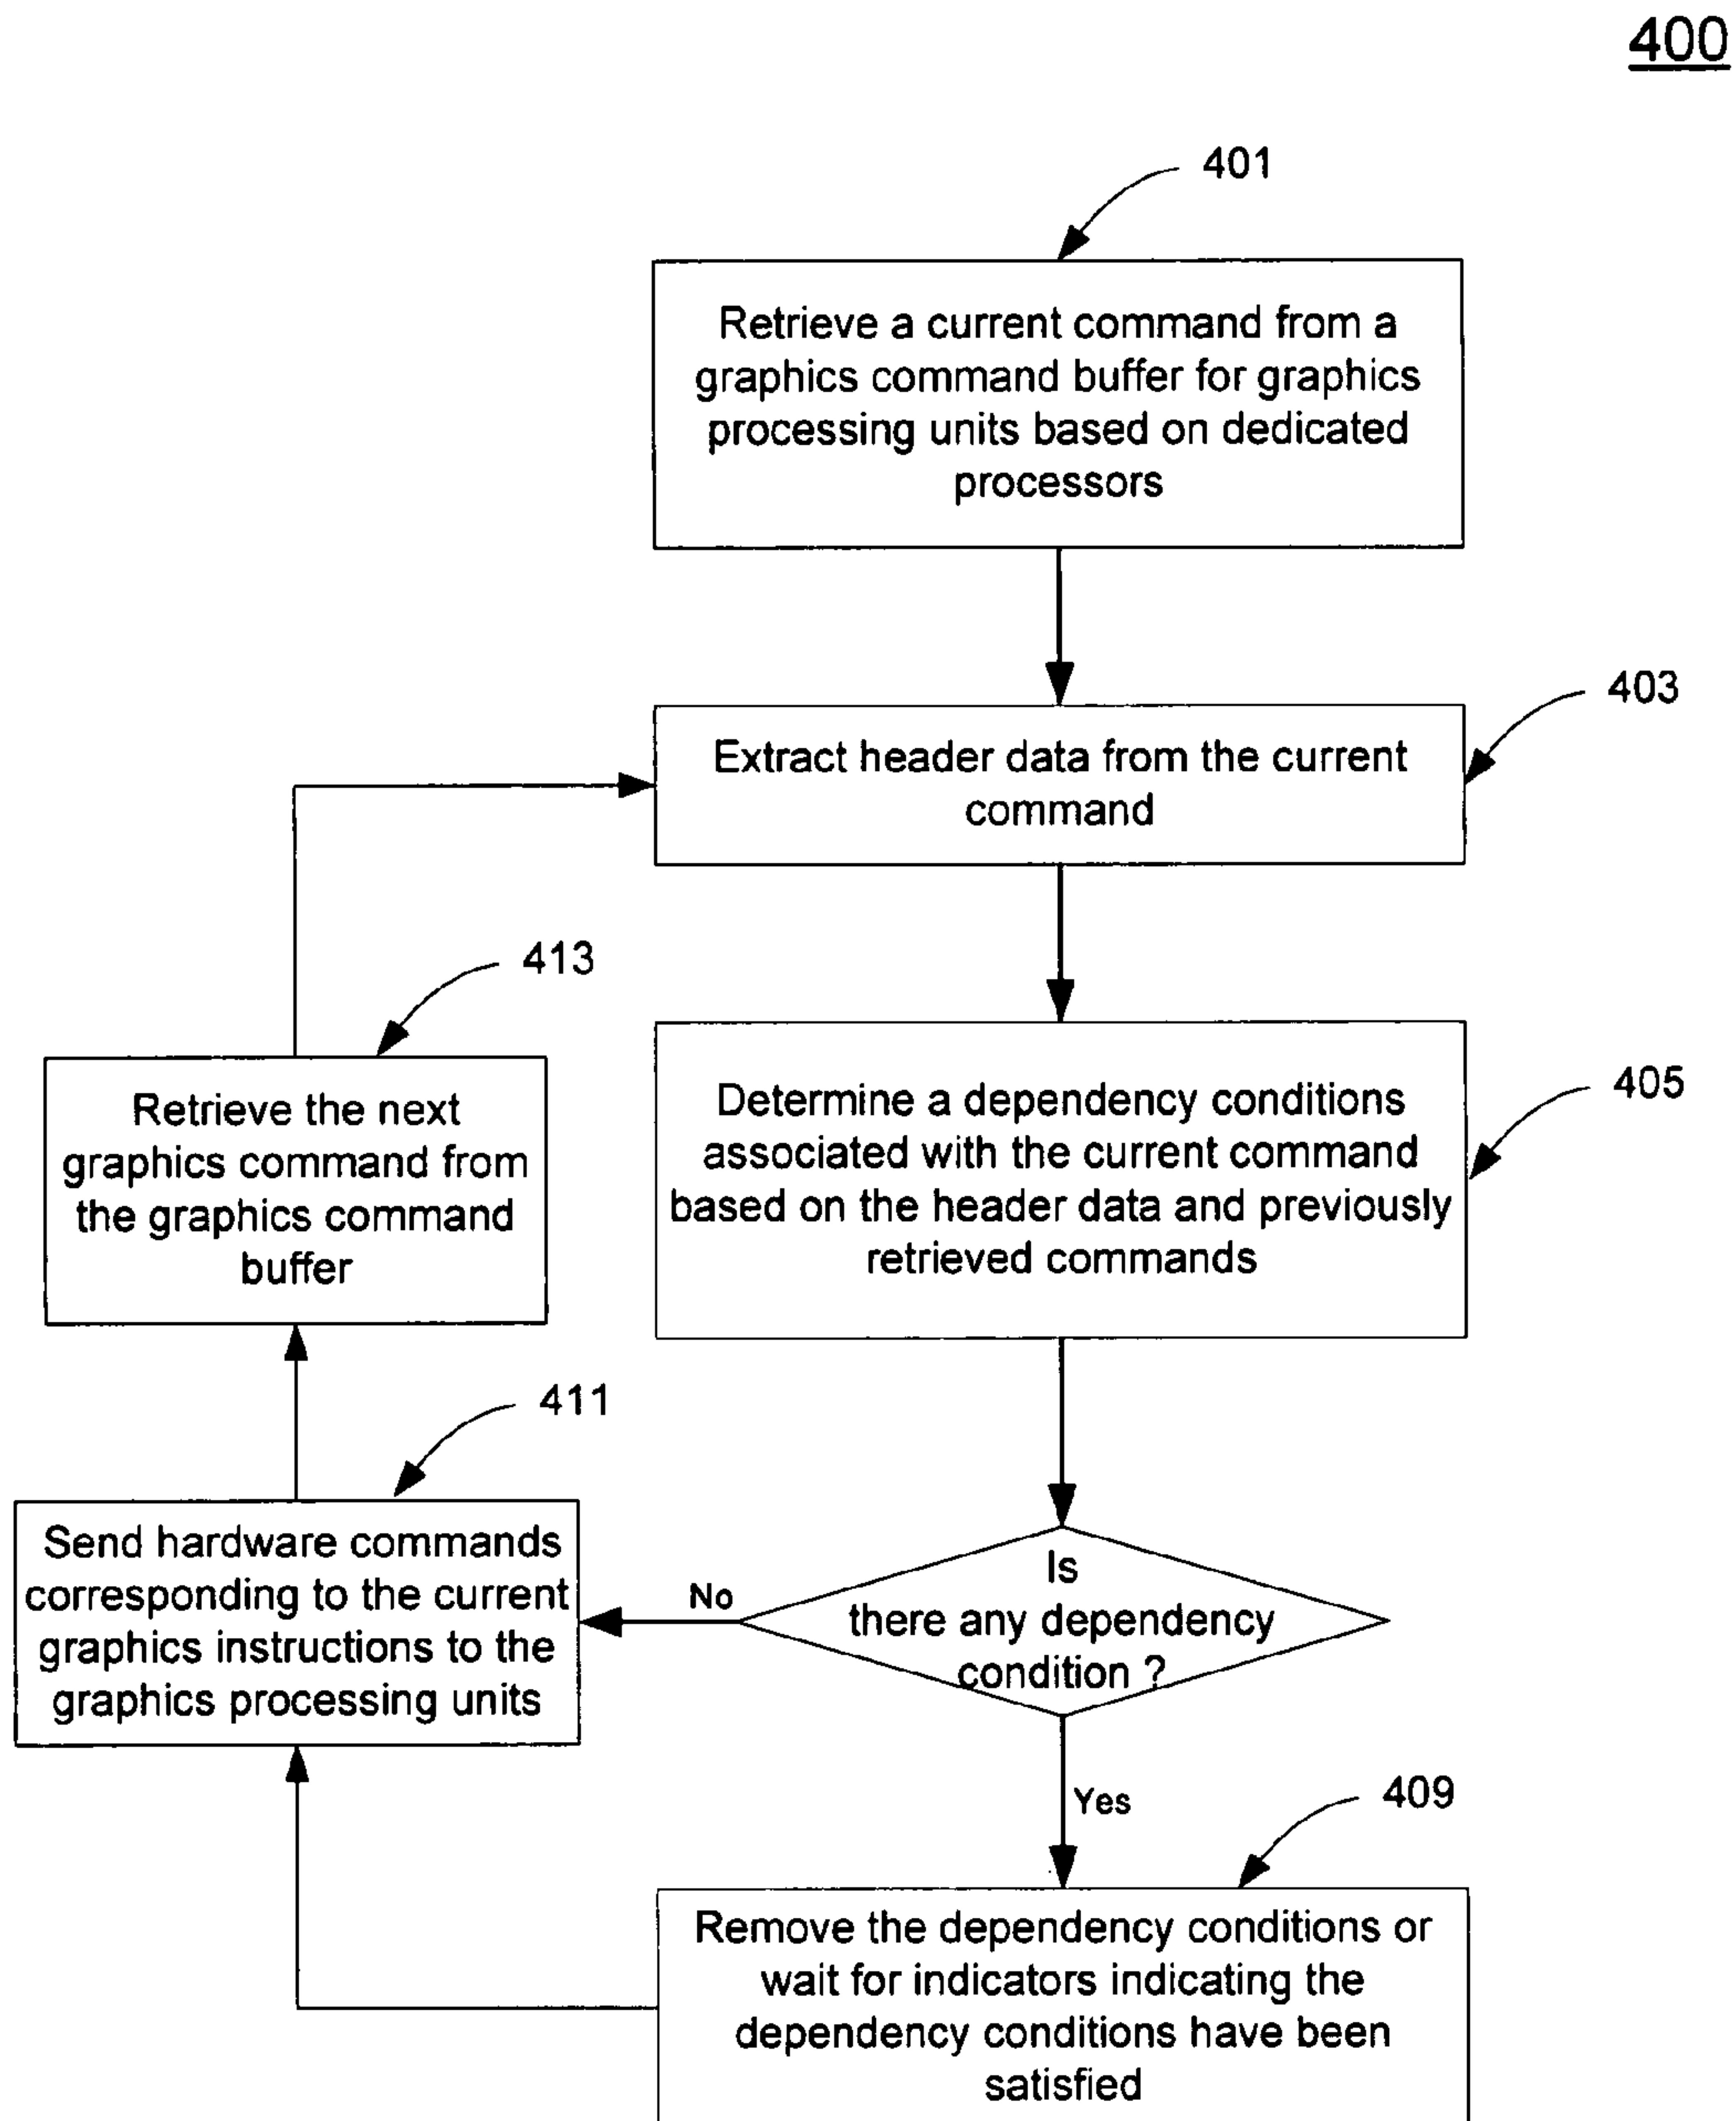 400
401
Retrieve a current command from a
graphics command buffer for graphics
processing units based on dedicated
processors
403
Extract header data from the current
command
413
Retrieve the next
graphics command from
the graphics command
buffer
405
Determine a dependency conditions
associated with the current command
based on the header data and previously
retrieved commands
411
Send hardware commands
corresponding to the current
graphics instructions to the
graphics processing units
No
Is
there any dependency
condition ?
Yes
409
Remove the dependency conditions or
wait for indicators indicating the
dependency conditions have been
satisfied